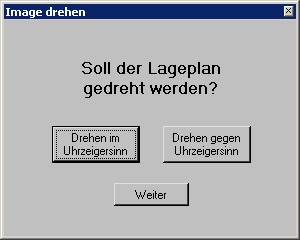 Image drehen
Soll der Lageplan
gedreht werden?
Drehen im
Uhrzeigersinn
Drehen gegen
Uhrzeigersinn
Weiter